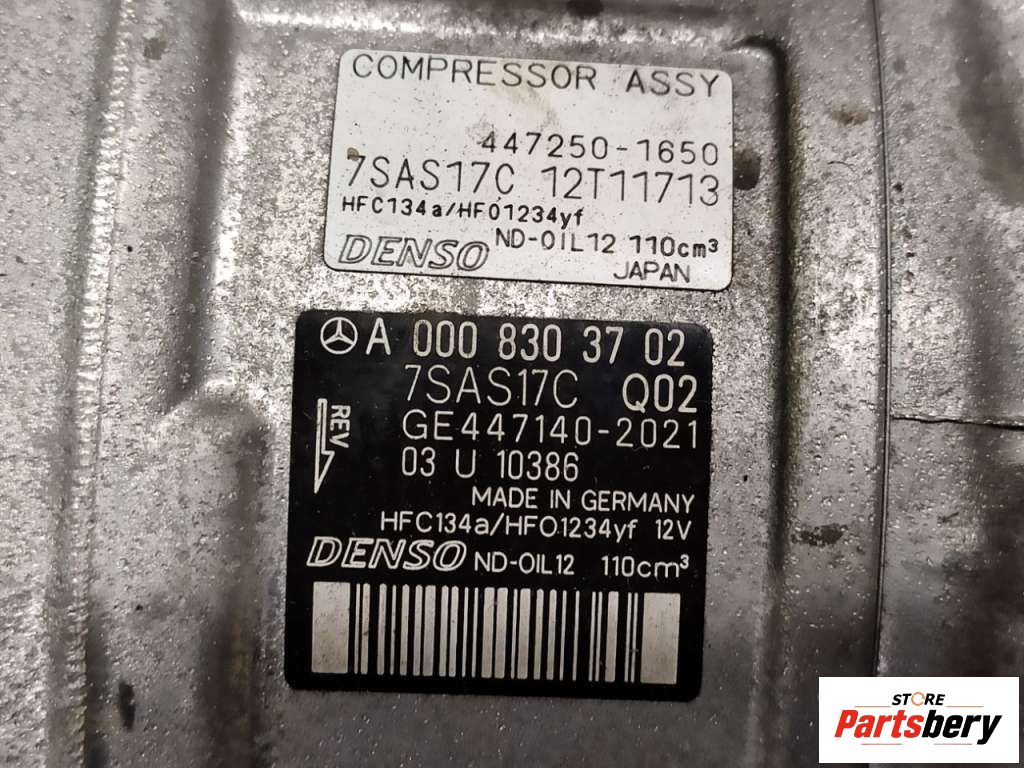 COMPRESSOR ASSY
447250-1650
7SAS17C 12T11713
HFC134a/HFO1234yf
DENSO ND-OIL12 110cm³
JAPAN
A 000 830 37 02
7SAS17C Q02
GE447140-2021
REV
03 U 10386
MADE IN GERMANY
HFC134a/HFO1234yf 12V
DENSO ND-OIL12 110cm³
STORE
Partsbery